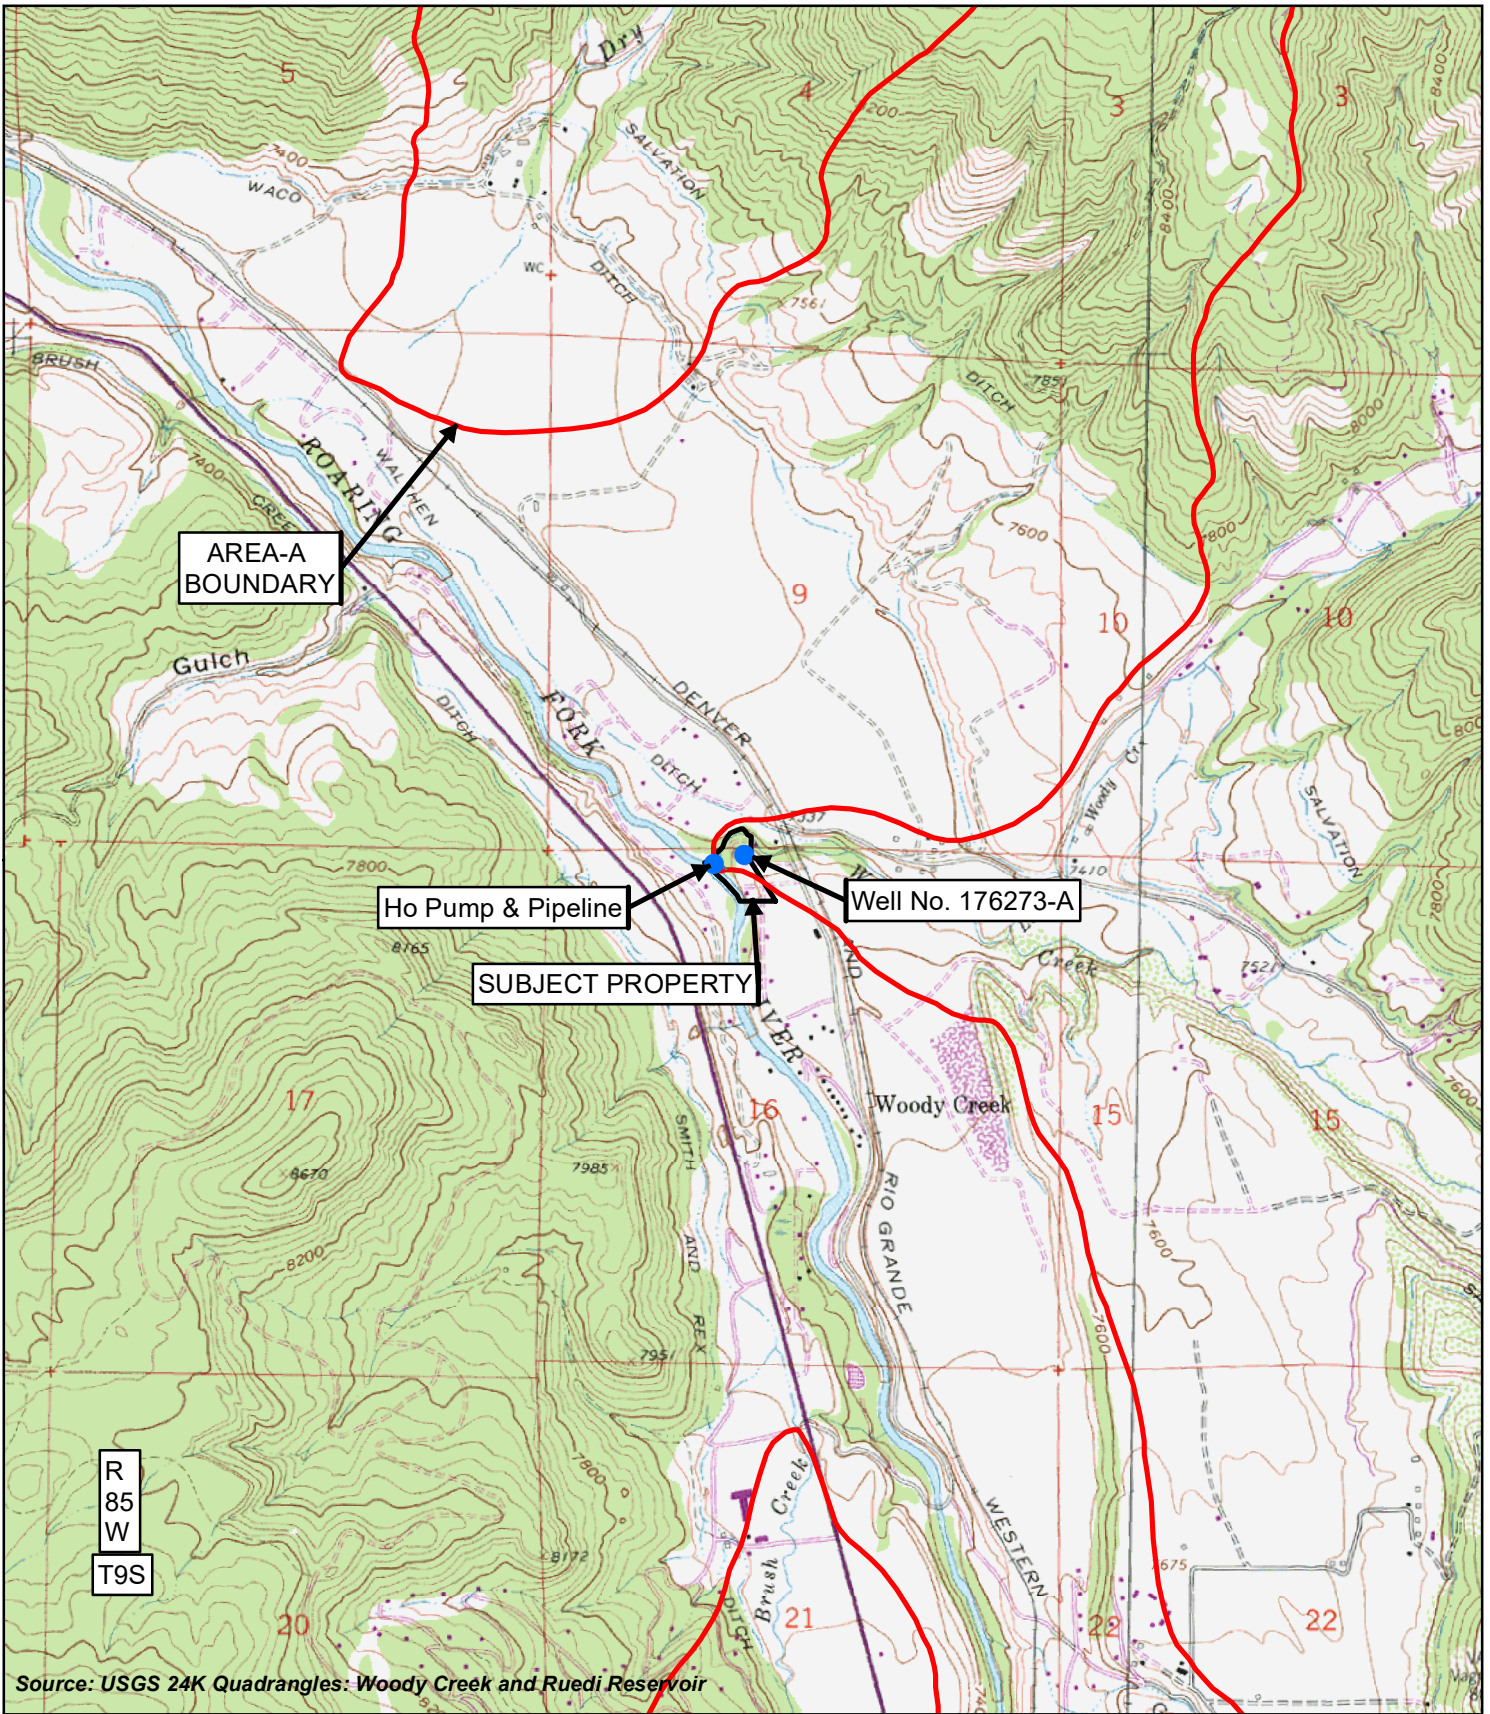 5
Dry
4
3
3
8400
7400
WACO
SALVATION
8400
WC
DITCH
7561
BRUSH
DITCH
8000
7400
CREEK
ROARING
WALTHEN
7600
7800
AREA-A
BOUNDARY
9
10
10
Gulch
DITCH
FORK
DENVER
DITCH
Woody
SALVATION
7800
7410
Ho Pump & Pipeline
Well No. 176273-A
7800
8165
SUBJECT PROPERTY
Creek
7521
7600
17
16
Woody Creek
15
15
SMITH
8670
7985
AND
8200
RIO GRANDE
7600
REX
7951
7600
R
85
W
T9S
7800
Creek
WESTERN
8172
7675
Brush
DITCH
20
21
22
22
Source: USGS 24K Quadrangles: Woody Creek and Ruedi Reservoir